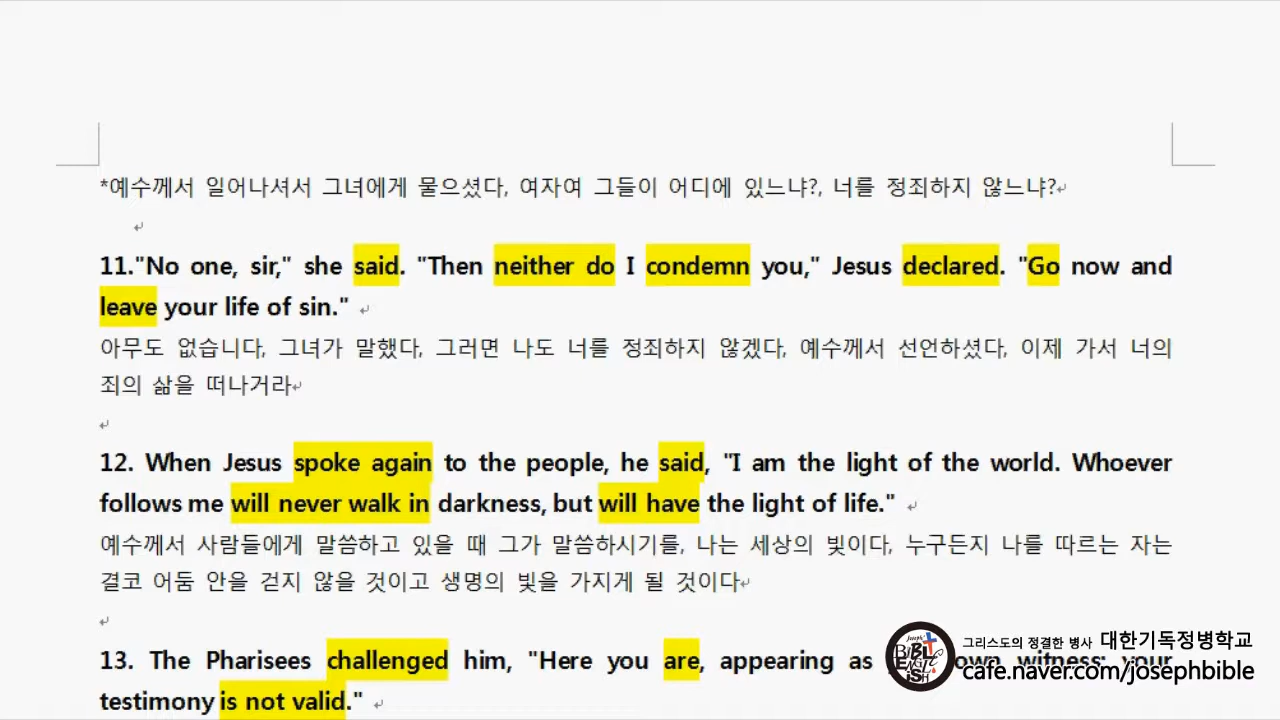 *예수께서 일어나셔서 그녀에게 물으셨다, 여자여 그들이 어디에 있느냐?, 너를 정죄하지 않느냐?
11."No one, sir," she said. "Then neither do I condemn you," Jesus declared. "Go now and
leave your life of sin."
아무도 없습니다, 그녀가 말했다, 그러면 나도 너를 정죄하지 않겠다, 예수께서 선언하셨다, 이제 가서 너의
죄의 삶을 떠나거라
12. When Jesus spoke again to the people, he said, "I am the light of the world. Whoever
follows me will never walk in darkness, but will have the light of life."
예수께서 사람들에게 말씀하고 있을 때 그가 말씀하시기를, 나는 세상의 빛이다, 누구든지 나를 따르는 자는
결코 어둠 안을 걷지 않을 것이고 생명의 빛을 가지게 될 것이다
13. The Pharisees challenged him, "Here you are, appearing as own witness; your
testimony is not valid."
Joseph's
BIBLE
ENGLISH
그리스도의 정결한 병사 대한기독정병학교
cafe.naver.com/josephbible